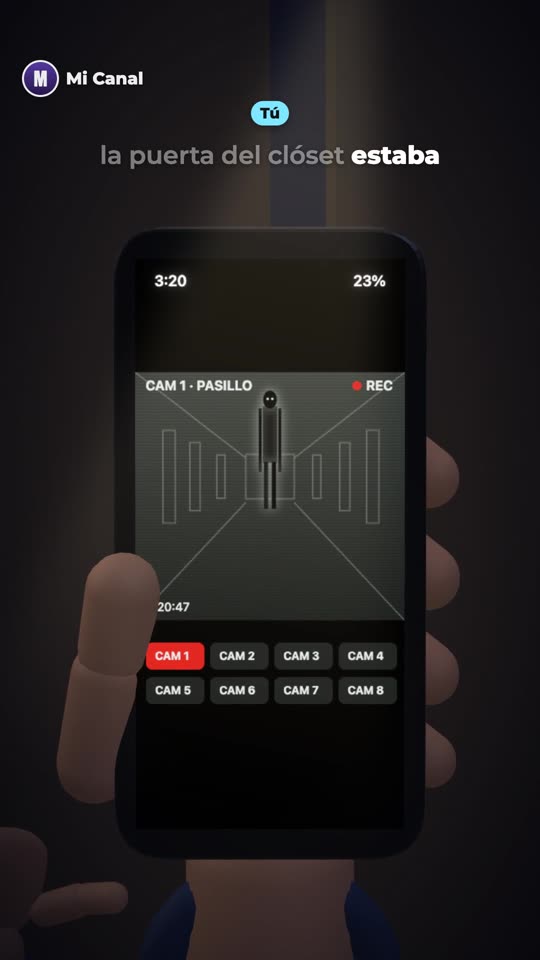 M Mi Canal
Tú
la puerta del clóset estaba
3:20 23%
CAM 1 · PASILLO REC
20:47
CAM 1 CAM 2 CAM 3 CAM 4
CAM 5 CAM 6 CAM 7 CAM 8